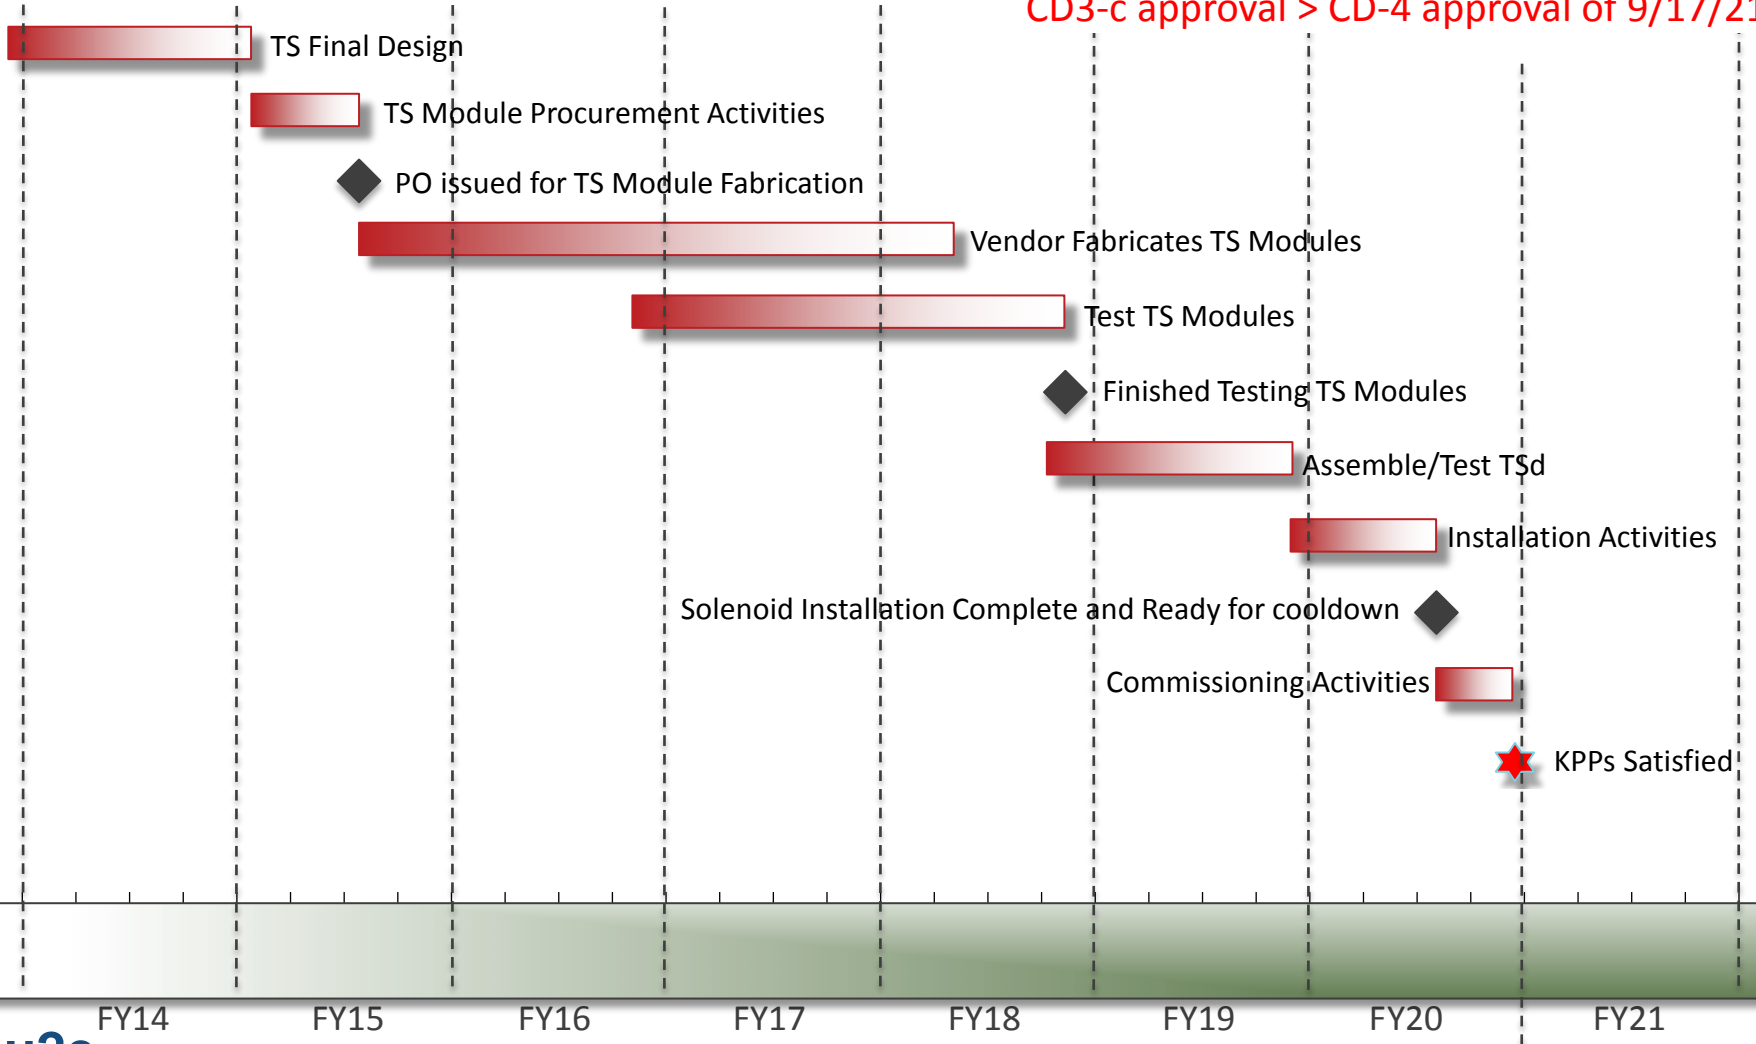 CD3-c approval > CD-4 approval of 9/17/21
TS Final Design
TS Module Procurement Activities
PO issued for TS Module Fabrication
Vendor Fabricates TS Modules
Test TS Modules
Finished Testing TS Modules
Assemble/Test TSd
Installation Activities
Solenoid Installation Complete and Ready for cooldown
Commissioning Activities
KPPs Satisfied
FY14 FY15 FY16 FY17 FY18 FY19 FY20 FY21